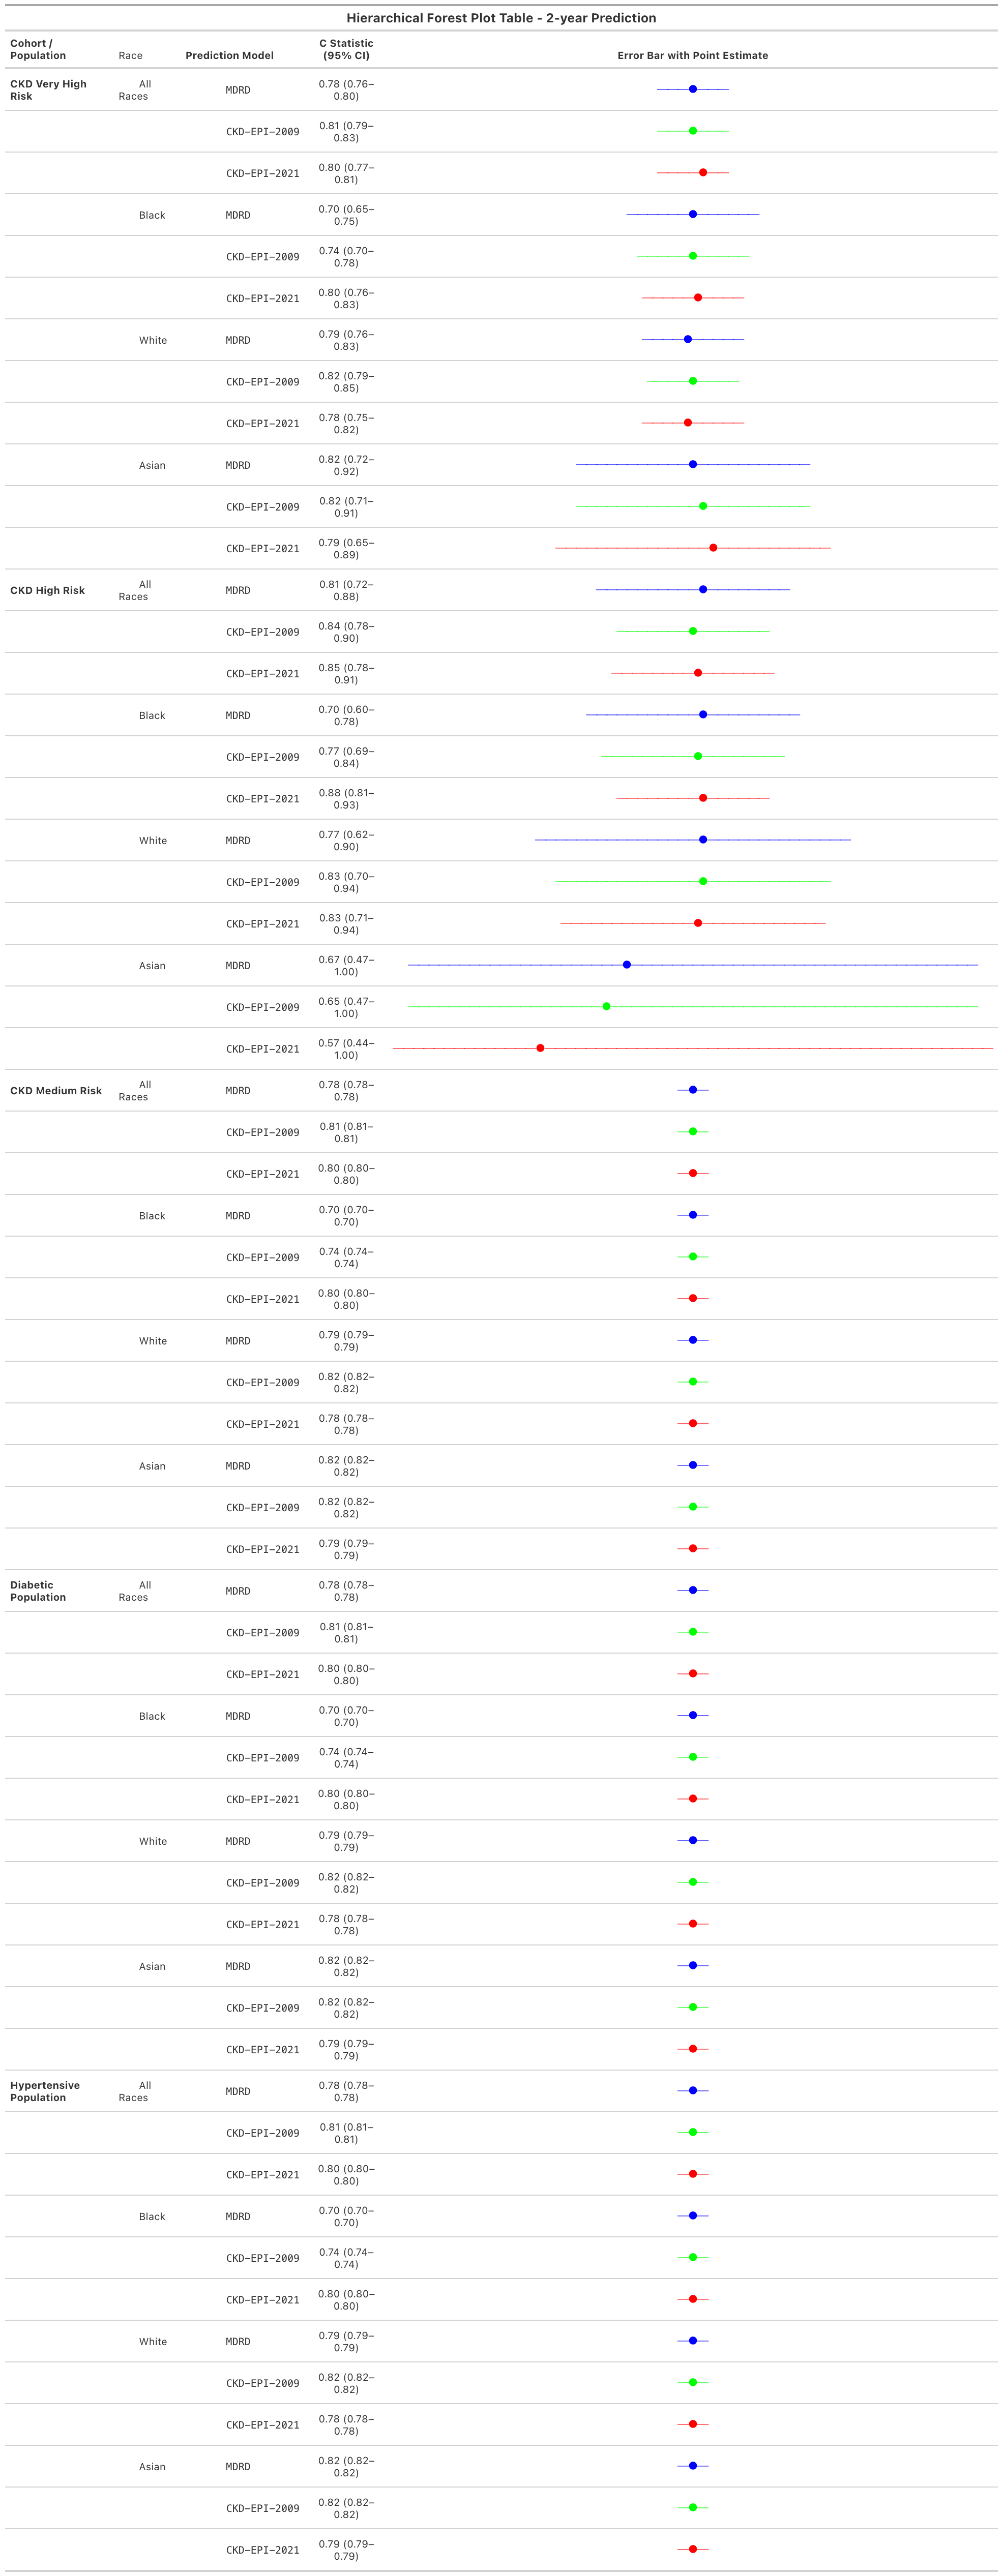 Hierarchical Forest Plot Table - 2-year Prediction
Cohort / Population Race Prediction Model C Statistic (95% CI) Error Bar with Point Estimate
CKD Very High Risk All Races MDRD 0.78 (0.76–0.80)
CKD-EPI-2009 0.81 (0.79–0.83)
CKD-EPI-2021 0.80 (0.77–0.81)
Black MDRD 0.70 (0.65–0.75)
CKD-EPI-2009 0.74 (0.70–0.78)
CKD-EPI-2021 0.80 (0.76–0.83)
White MDRD 0.79 (0.76–0.83)
CKD-EPI-2009 0.82 (0.79–0.85)
CKD-EPI-2021 0.78 (0.75–0.82)
Asian MDRD 0.82 (0.72–0.92)
CKD-EPI-2009 0.82 (0.71–0.91)
CKD-EPI-2021 0.79 (0.65–0.89)
CKD High Risk All Races MDRD 0.81 (0.72–0.88)
CKD-EPI-2009 0.84 (0.78–0.90)
CKD-EPI-2021 0.85 (0.78–0.91)
Black MDRD 0.70 (0.60–0.78)
CKD-EPI-2009 0.77 (0.69–0.84)
CKD-EPI-2021 0.88 (0.81–0.93)
White MDRD 0.77 (0.62–0.90)
CKD-EPI-2009 0.83 (0.70–0.94)
CKD-EPI-2021 0.83 (0.71–0.94)
Asian MDRD 0.67 (0.47–1.00)
CKD-EPI-2009 0.65 (0.47–1.00)
CKD-EPI-2021 0.57 (0.44–1.00)
CKD Medium Risk All Races MDRD 0.78 (0.78–0.78)
CKD-EPI-2009 0.81 (0.81–0.81)
CKD-EPI-2021 0.80 (0.80–0.80)
Black MDRD 0.70 (0.70–0.70)
CKD-EPI-2009 0.74 (0.74–0.74)
CKD-EPI-2021 0.80 (0.80–0.80)
White MDRD 0.79 (0.79–0.79)
CKD-EPI-2009 0.82 (0.82–0.82)
CKD-EPI-2021 0.78 (0.78–0.78)
Asian MDRD 0.82 (0.82–0.82)
CKD-EPI-2009 0.82 (0.82–0.82)
CKD-EPI-2021 0.79 (0.79–0.79)
Diabetic Population All Races MDRD 0.78 (0.78–0.78)
CKD-EPI-2009 0.81 (0.81–0.81)
CKD-EPI-2021 0.80 (0.80–0.80)
Black MDRD 0.70 (0.70–0.70)
CKD-EPI-2009 0.74 (0.74–0.74)
CKD-EPI-2021 0.80 (0.80–0.80)
White MDRD 0.79 (0.79–0.79)
CKD-EPI-2009 0.82 (0.82–0.82)
CKD-EPI-2021 0.78 (0.78–0.78)
Asian MDRD 0.82 (0.82–0.82)
CKD-EPI-2009 0.82 (0.82–0.82)
CKD-EPI-2021 0.79 (0.79–0.79)
Hypertensive Population All Races MDRD 0.78 (0.78–0.78)
CKD-EPI-2009 0.81 (0.81–0.81)
CKD-EPI-2021 0.80 (0.80–0.80)
Black MDRD 0.70 (0.70–0.70)
CKD-EPI-2009 0.74 (0.74–0.74)
CKD-EPI-2021 0.80 (0.80–0.80)
White MDRD 0.79 (0.79–0.79)
CKD-EPI-2009 0.82 (0.82–0.82)
CKD-EPI-2021 0.78 (0.78–0.78)
Asian MDRD 0.82 (0.82–0.82)
CKD-EPI-2009 0.82 (0.82–0.82)
CKD-EPI-2021 0.79 (0.79–0.79)